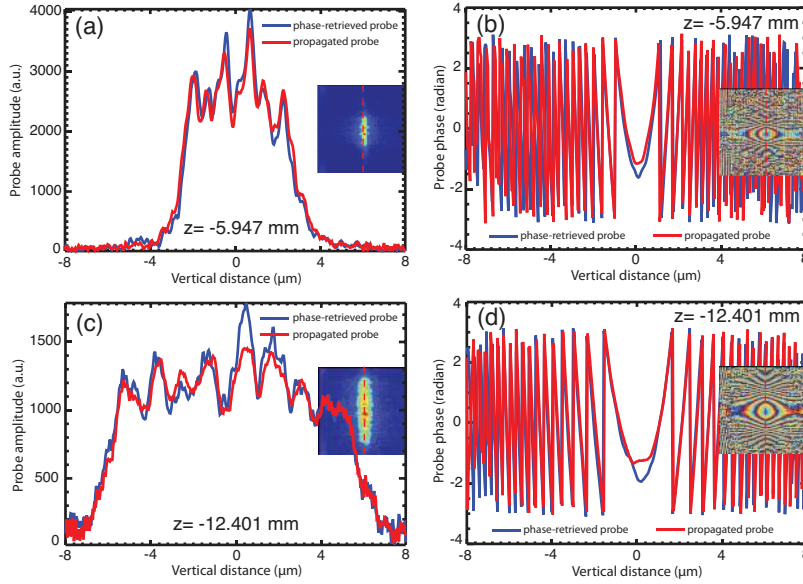 (a)
phase-retrieved probe
propagated probe
z= -5.947 mm
Probe amplitude (a.u.)
4000
3000
2000
1000
0
-8 -4 0 4 8
Vertical distance (µm)
(b)
z= -5.947 mm
Probe phase (radian)
4
2
0
-2
-4
phase-retrieved probe propagated probe
-8 -4 0 4 8
Vertical distance (µm)
(c)
phase-retrieved probe
propagated probe
z= -12.401 mm
Probe amplitude (a.u.)
1500
1000
500
0
-8 -4 0 4 8
Vertical distance (µm)
(d)
z= -12.401 mm
Probe phase (radian)
4
2
0
-2
-4
phase-retrieved probe propagated probe
-8 -4 0 4 8
Vertical distance (µm)